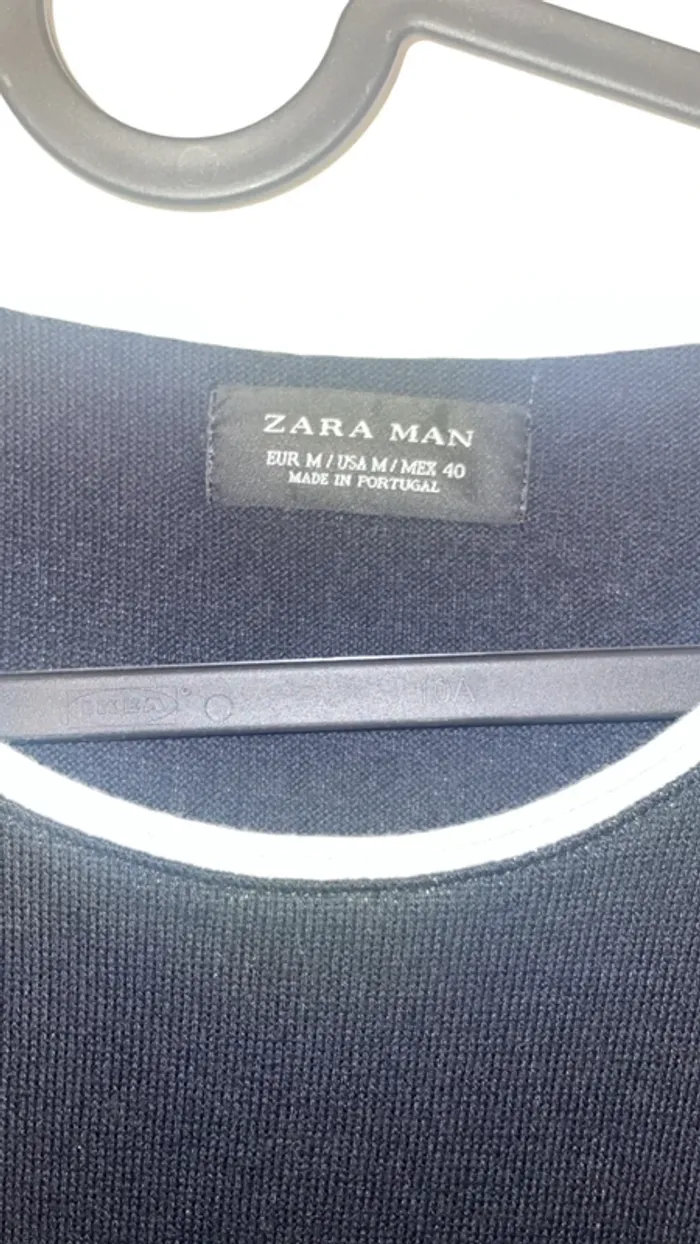 ZARA MAN
EUR M / USA M / MEX 40
MADE IN PORTUGAL
IKEA®